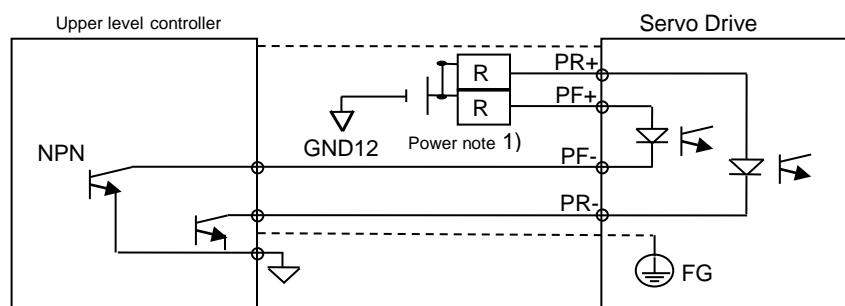 Upper level controller
Servo Drive
R
PR+
R
PF+
GND12
Power note 1)
NPN
PF-
PR-
FG